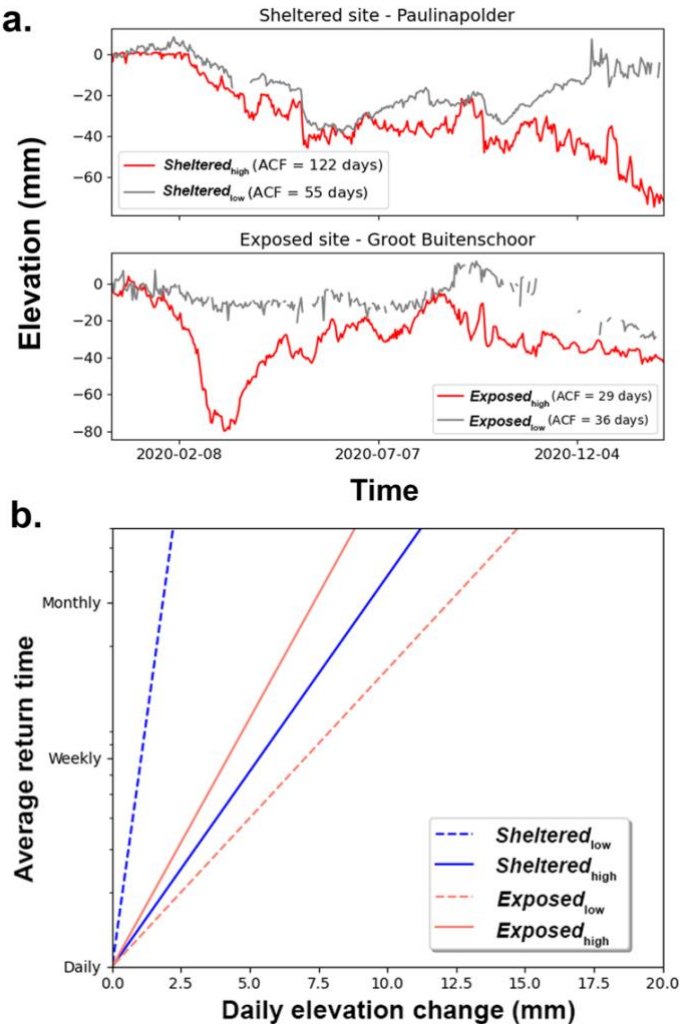 a.
Sheltered site - Paulinapolder
0
−20
−40
−60
Sheltered_high (ACF = 122 days)
Sheltered_low (ACF = 55 days)
Elevation (mm)
Exposed site - Groot Buitenschoor
0
−20
−40
−60
−80
Exposed_high (ACF = 29 days)
Exposed_low (ACF = 36 days)
2020-02-08 2020-07-07 2020-12-04
Time
b.
Monthly
Weekly
Daily
Average return time
Sheltered_low
Sheltered_high
Exposed_low
Exposed_high
0.0 2.5 5.0 7.5 10.0 12.5 15.0 17.5 20.0
Daily elevation change (mm)